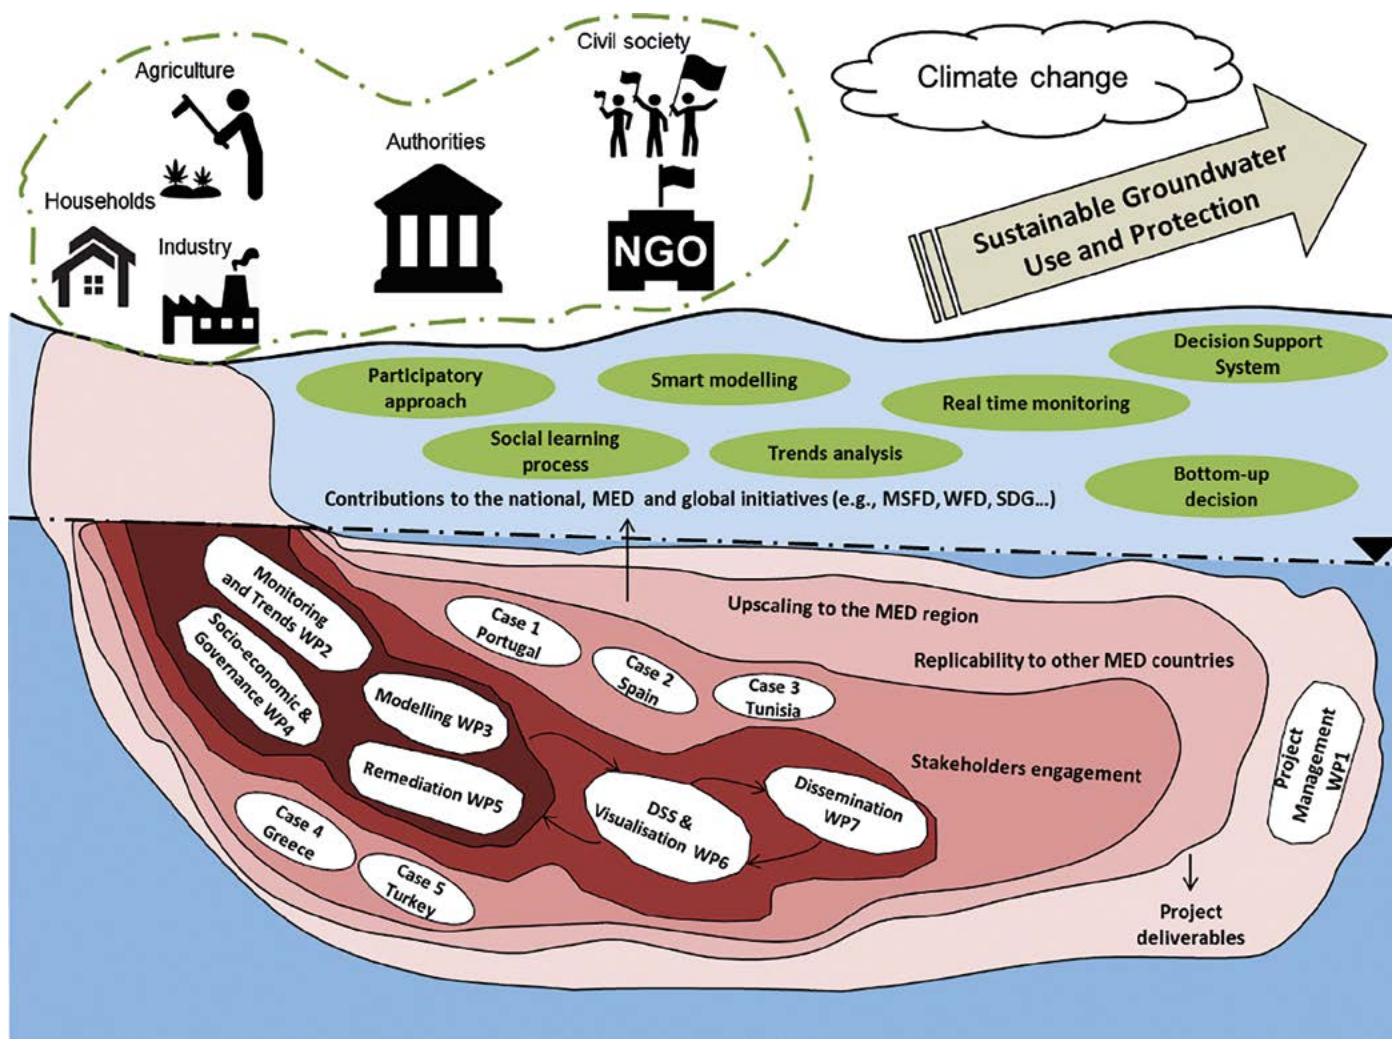 Civil society
Agriculture
Climate change
Authorities
Households
Industry
NGO
Sustainable Groundwater
Use and Protection
Participatory
approach
Smart modelling
Decision Support
System
Real time monitoring
Social learning
process
Trends analysis
Bottom-up
decision
Contributions to the national, MED and global initiatives (e.g., MSFD, WFD, SDG...)
Monitoring
and Trends WP2
Socio-economic &
Governance WP4
Modelling WP3
Remediation WP5
Case 1
Portugal
Case 2
Spain
Case 3
Tunisia
Upscaling to the MED region
Replicability to other MED countries
Stakeholders engagement
DSS &
Visualisation WP6
Dissemination
WP7
Project
Management
WP1
Case 4
Greece
Case 5
Turkey
Project
deliverables